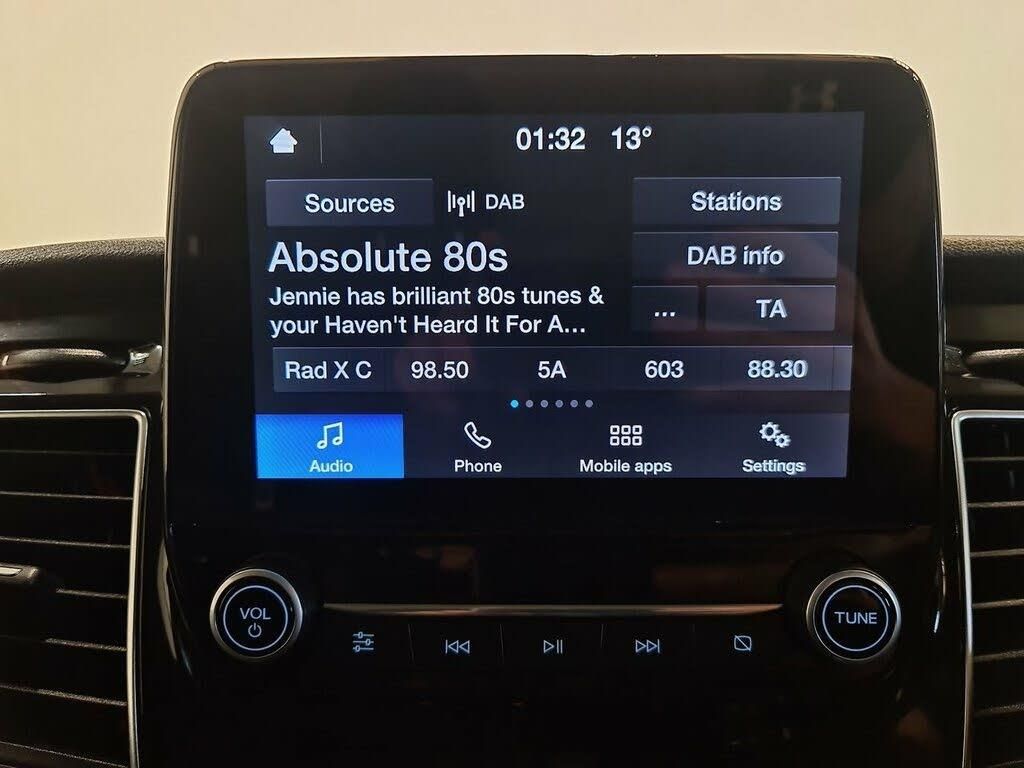 01:32 13°
Sources DAB Stations
Absolute 80s
DAB info
Jennie has brilliant 80s tunes &
your Haven't Heard It For A...
... TA
Rad X C 98.50 5A 603 88.30
Audio Phone Mobile apps Settings
VOL
TUNE